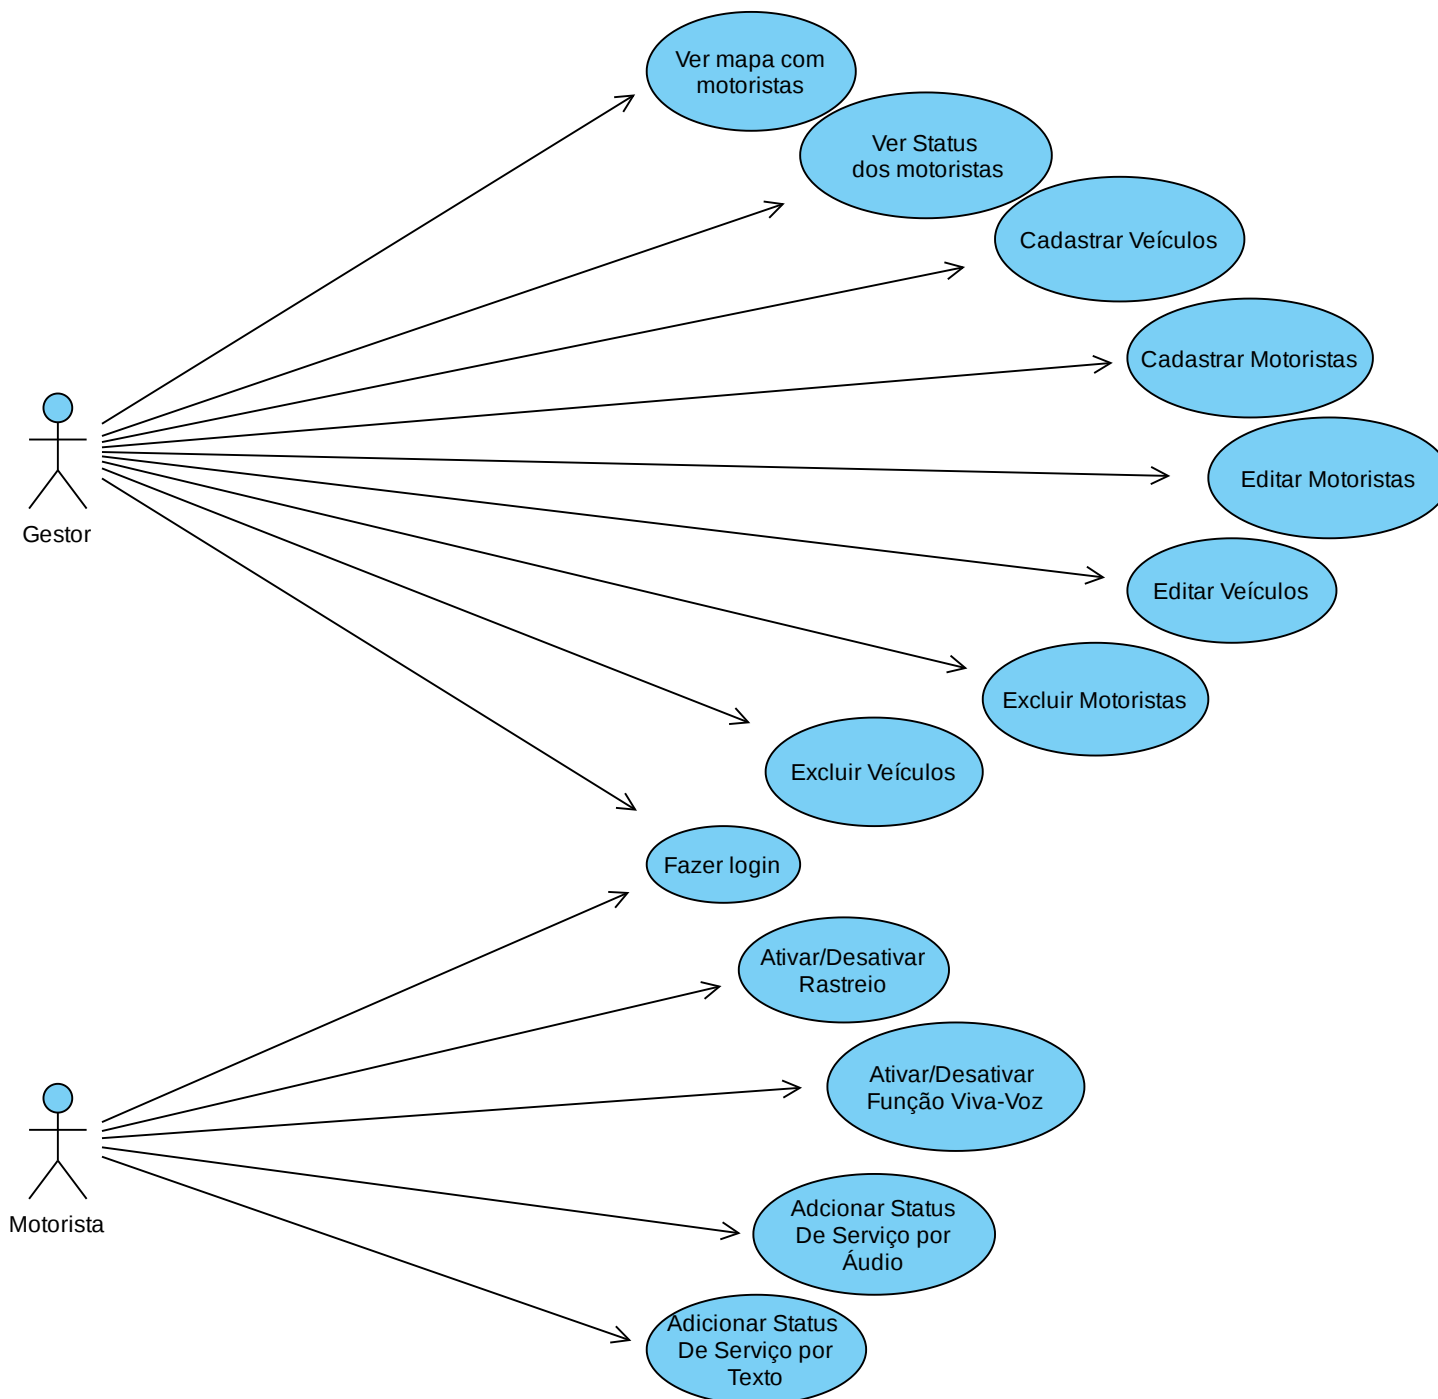 Ver mapa com
motoristas
Ver Status
dos motoristas
Cadastrar Veículos
Cadastrar Motoristas
Editar Motoristas
Gestor
Editar Veículos
Excluir Motoristas
Excluir Veículos
Fazer login
Ativar/Desativar
Rastreio
Ativar/Desativar
Função Viva-Voz
Motorista
Adcionar Status
De Serviço por
Áudio
Adicionar Status
De Serviço por
Texto